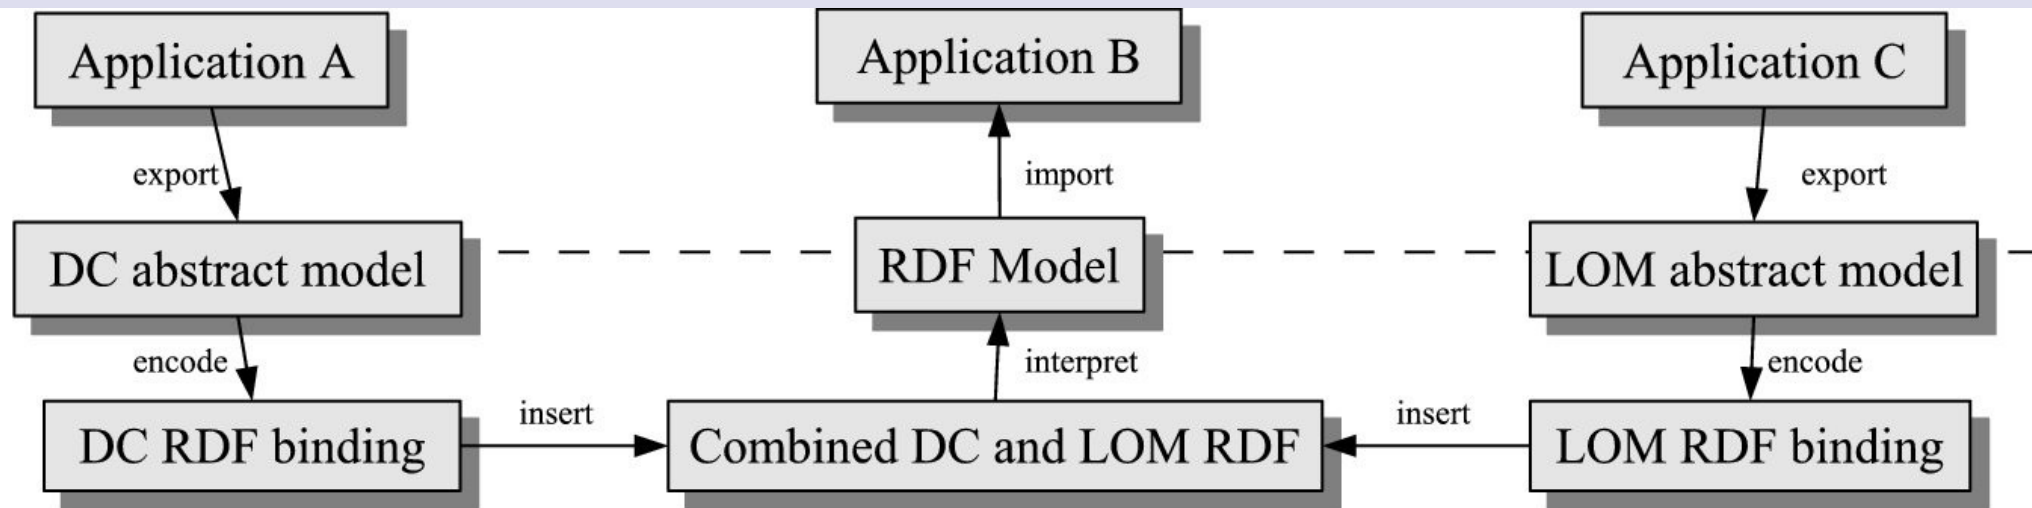 Application A
Application B
Application C
export
import
export
DC abstract model
RDF Model
LOM abstract model
encode
interpret
encode
DC RDF binding
insert
Combined DC and LOM RDF
insert
LOM RDF binding